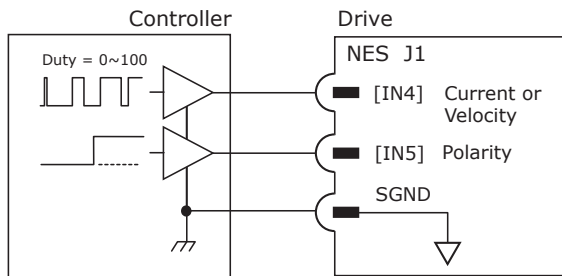 Controller
Drive
Duty = 0~100
NES J1
[IN4] Current or
Velocity
[IN5] Polarity
SGND